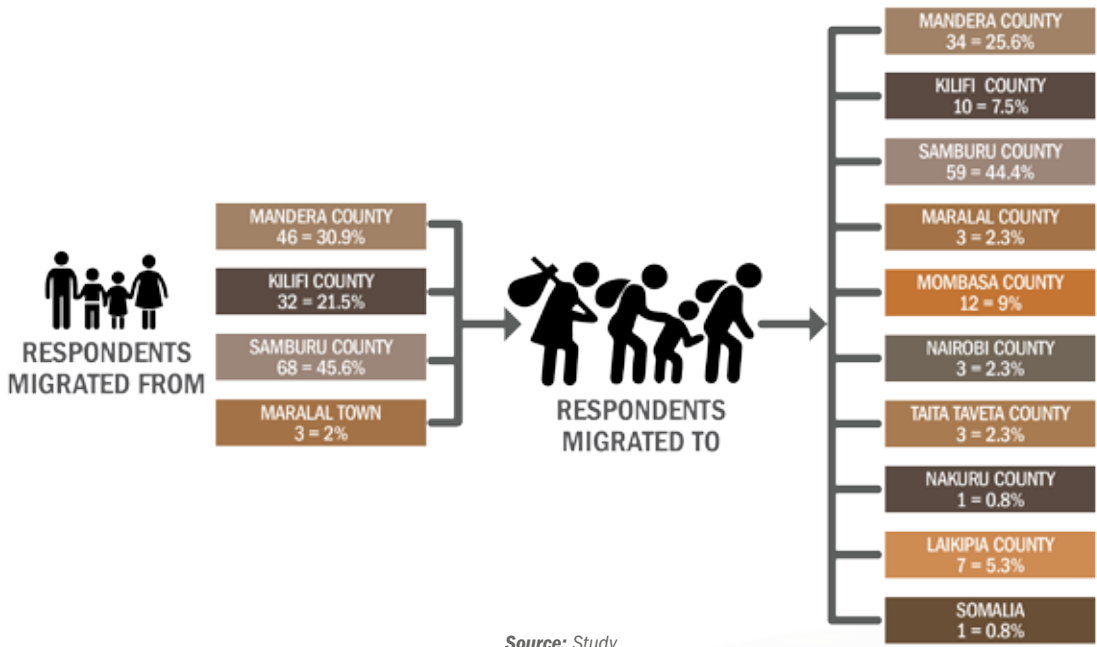 RESPONDENTS
MIGRATED FROM
MANDERA COUNTY
46 = 30.9%
KILIFI COUNTY
32 = 21.5%
SAMBURU COUNTY
68 = 45.6%
MARALAL TOWN
3 = 2%
RESPONDENTS
MIGRATED TO
MANDERA COUNTY
34 = 25.6%
KILIFI COUNTY
10 = 7.5%
SAMBURU COUNTY
59 = 44.4%
MARALAL COUNTY
3 = 2.3%
MOMBASA COUNTY
12 = 9%
NAIROBI COUNTY
3 = 2.3%
TAITA TAVETA COUNTY
3 = 2.3%
NAKURU COUNTY
1 = 0.8%
LAIKIPIA COUNTY
7 = 5.3%
SOMALIA
1 = 0.8%
Source: Study